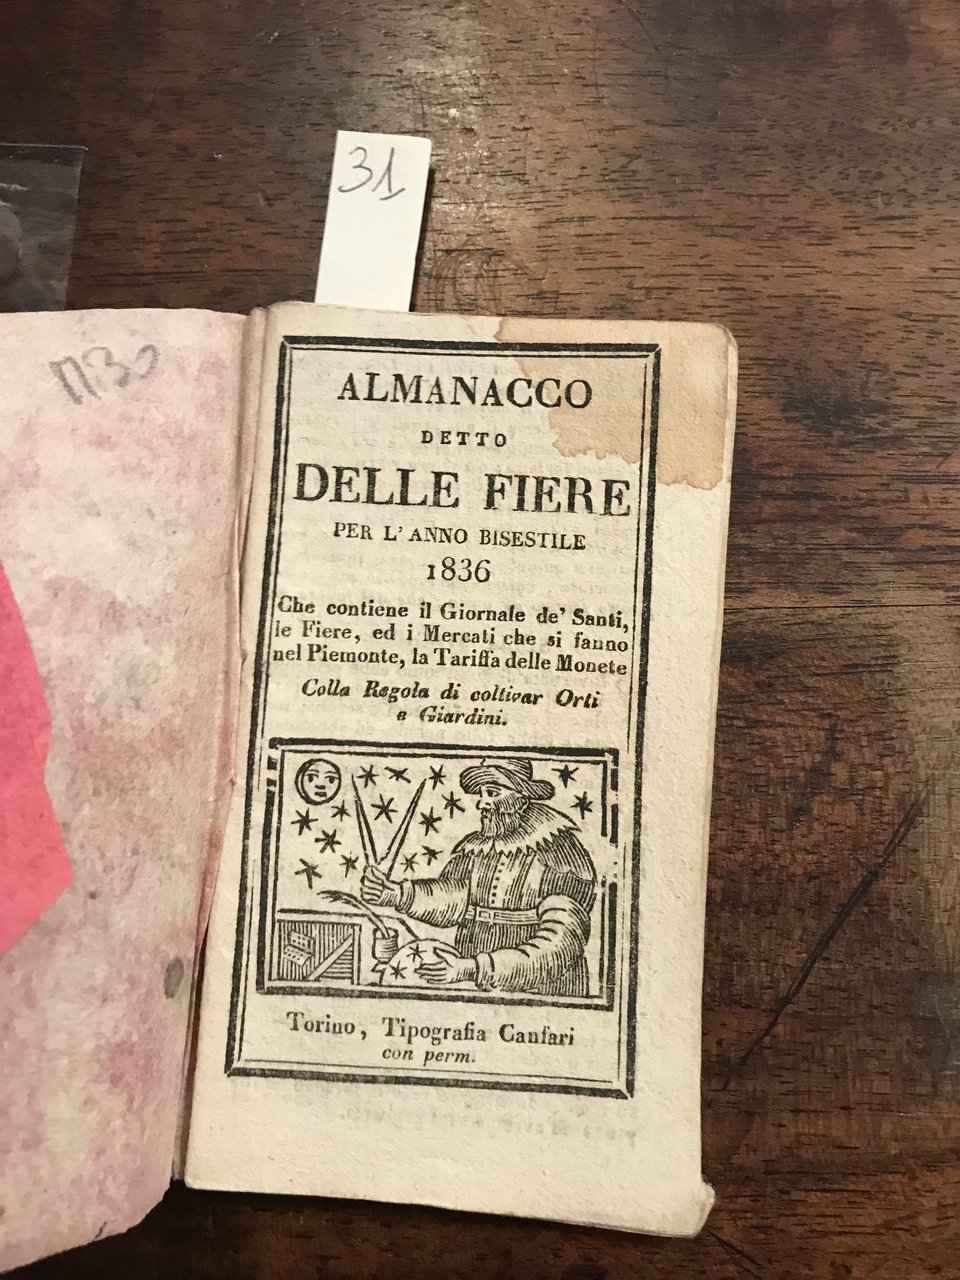 31
ALMANACCO
DETTO
DELLE FIERE
PER L'ANNO BISESTILE
1836
Che contiene il Giornale de' Santi,
le Fiere, ed i Mercati che si fanno
nel Piemonte, la Tariffa delle Monete
Colla Regola di coltivar Orti
e Giardini.
Torino, Tipografia Canfari
con perm.